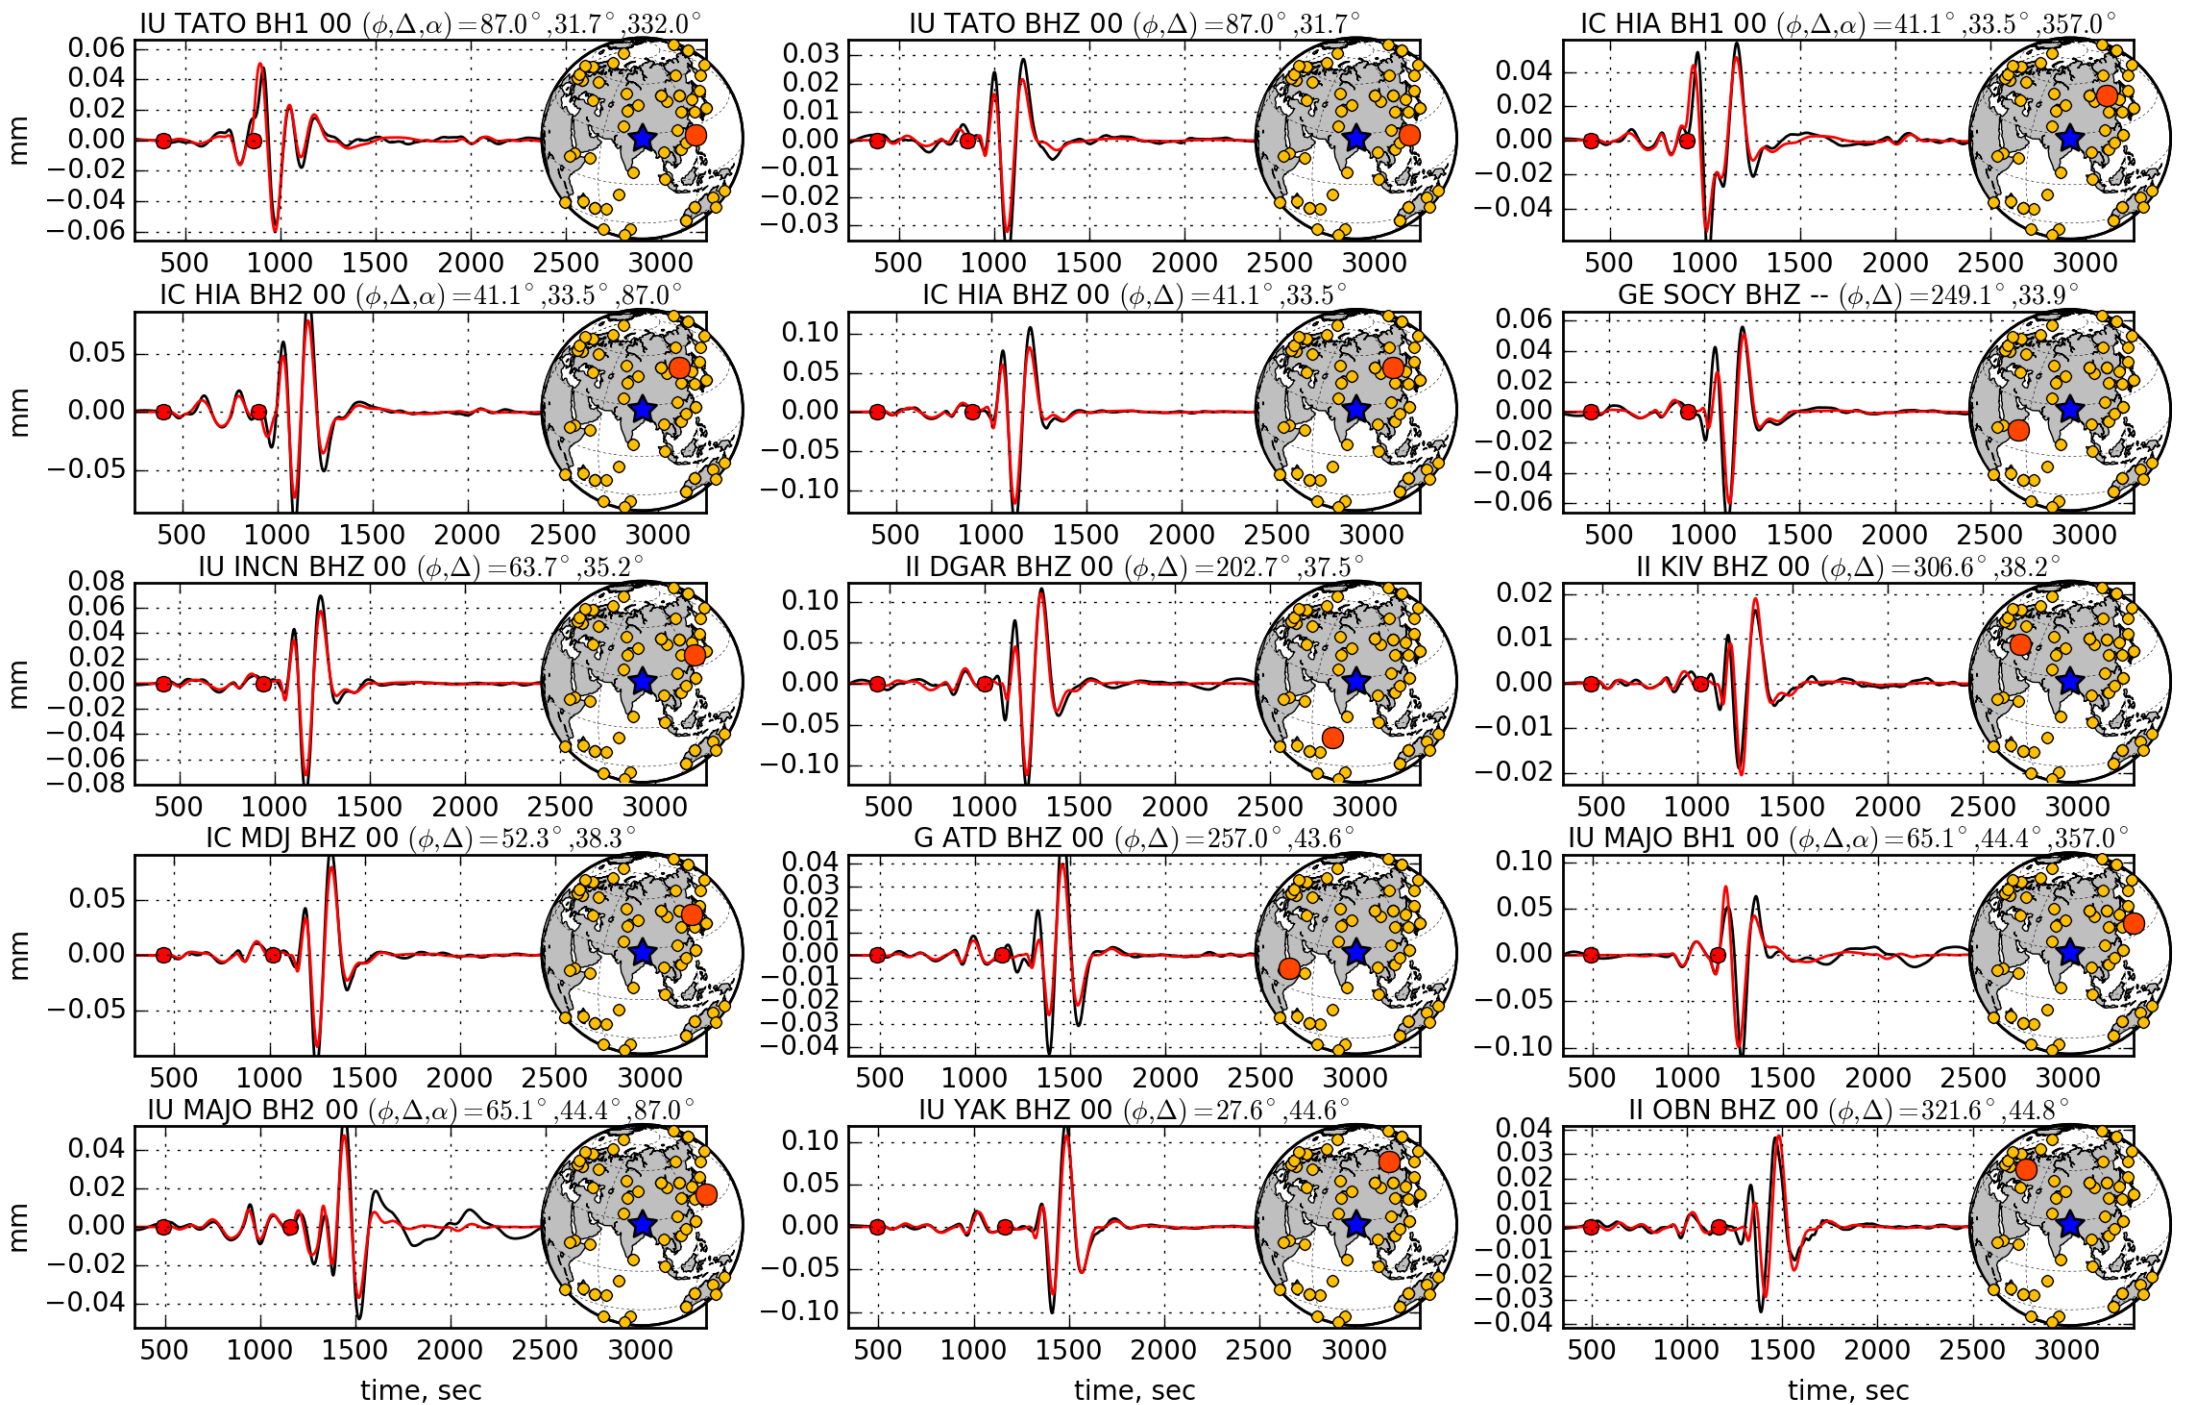 IU TATO BH1 00 (ϕ,Δ,α)=87.0°,31.7°,332.0°
IU TATO BHZ 00 (ϕ,Δ)=87.0°,31.7°
IC HIA BH1 00 (ϕ,Δ,α)=41.1°,33.5°,357.0°
mm
0.06
0.04
0.02
0.00
−0.02
−0.04
−0.06
0.03
0.02
0.01
0.00
−0.01
−0.02
−0.03
0.04
0.02
0.00
−0.02
−0.04
500 1000 1500 2000 2500 3000
500 1000 1500 2000 2500 3000
500 1000 1500 2000 2500 3000
IC HIA BH2 00 (ϕ,Δ,α)=41.1°,33.5°,87.0°
IC HIA BHZ 00 (ϕ,Δ)=41.1°,33.5°
GE SOCY BHZ -- (ϕ,Δ)=249.1°,33.9°
mm
0.05
0.00
−0.05
0.10
0.05
0.00
−0.05
−0.10
0.06
0.04
0.02
0.00
−0.02
−0.04
−0.06
500 1000 1500 2000 2500 3000
500 1000 1500 2000 2500 3000
500 1000 1500 2000 2500 3000
IU INCN BHZ 00 (ϕ,Δ)=63.7°,35.2°
II DGAR BHZ 00 (ϕ,Δ)=202.7°,37.5°
II KIV BHZ 00 (ϕ,Δ)=306.6°,38.2°
mm
0.08
0.06
0.04
0.02
0.00
−0.02
−0.04
−0.06
−0.08
0.10
0.05
0.00
−0.05
−0.10
0.02
0.01
0.00
−0.01
−0.02
500 1000 1500 2000 2500 3000
500 1000 1500 2000 2500 3000
500 1000 1500 2000 2500 3000
IC MDJ BHZ 00 (ϕ,Δ)=52.3°,38.3°
G ATD BHZ 00 (ϕ,Δ)=257.0°,43.6°
IU MAJO BH1 00 (ϕ,Δ,α)=65.1°,44.4°,357.0°
mm
0.05
0.00
−0.05
0.04
0.03
0.02
0.01
0.00
−0.01
−0.02
−0.03
−0.04
0.10
0.05
0.00
−0.05
−0.10
500 1000 1500 2000 2500 3000
500 1000 1500 2000 2500 3000
500 1000 1500 2000 2500 3000
IU MAJO BH2 00 (ϕ,Δ,α)=65.1°,44.4°,87.0°
IU YAK BHZ 00 (ϕ,Δ)=27.6°,44.6°
II OBN BHZ 00 (ϕ,Δ)=321.6°,44.8°
mm
0.04
0.02
0.00
−0.02
−0.04
0.10
0.05
0.00
−0.05
−0.10
0.04
0.03
0.02
0.01
0.00
−0.01
−0.02
−0.03
−0.04
500 1000 1500 2000 2500 3000
500 1000 1500 2000 2500 3000
500 1000 1500 2000 2500 3000
time, sec
time, sec
time, sec